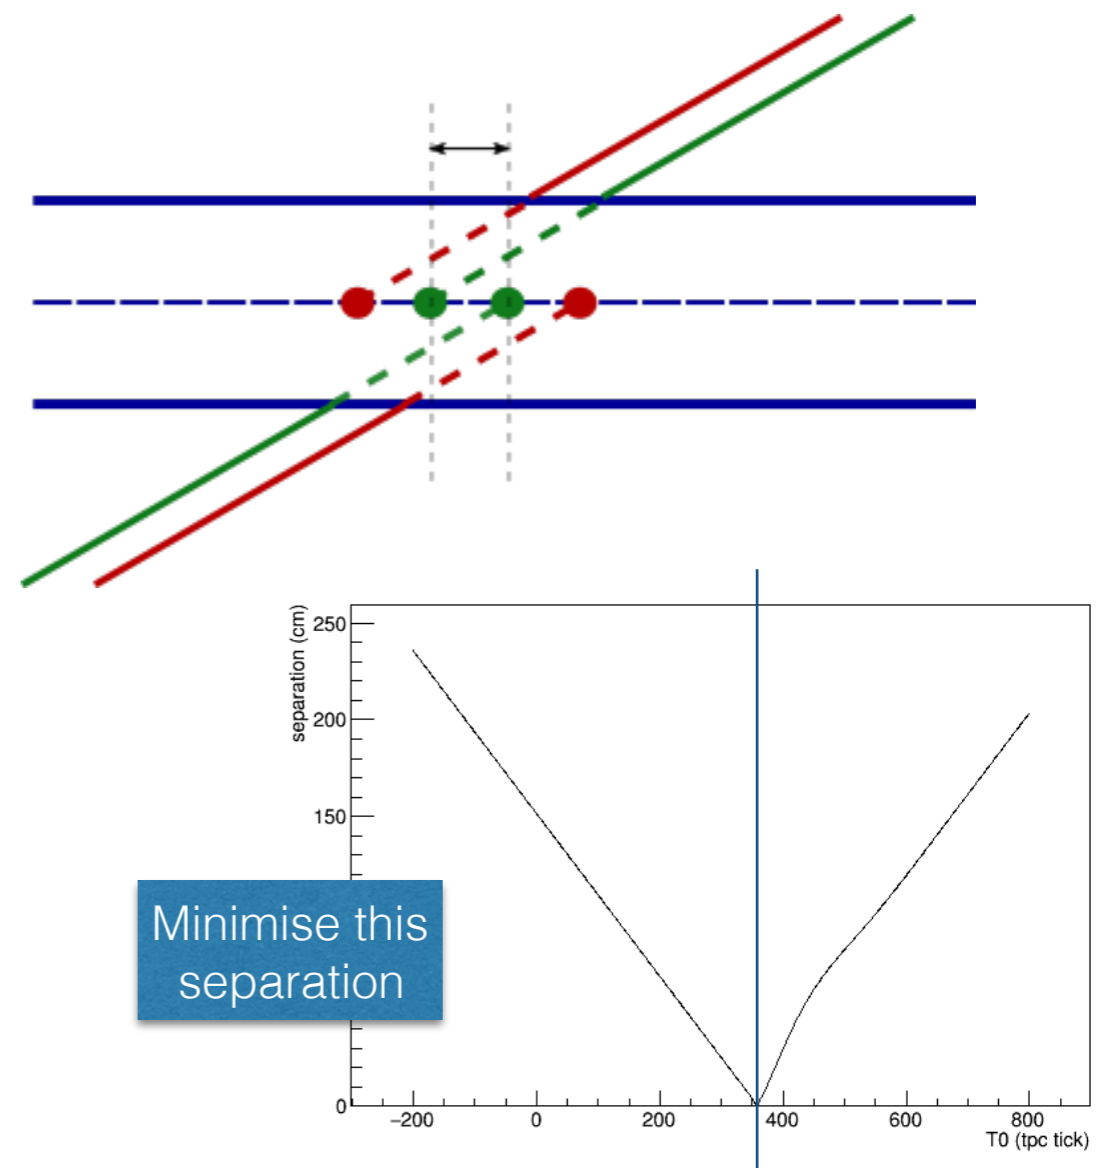 separation (cm)
250
200
150
Minimise this
separation
0
−200 0 200 400 600 800
T0 (tpc tick)